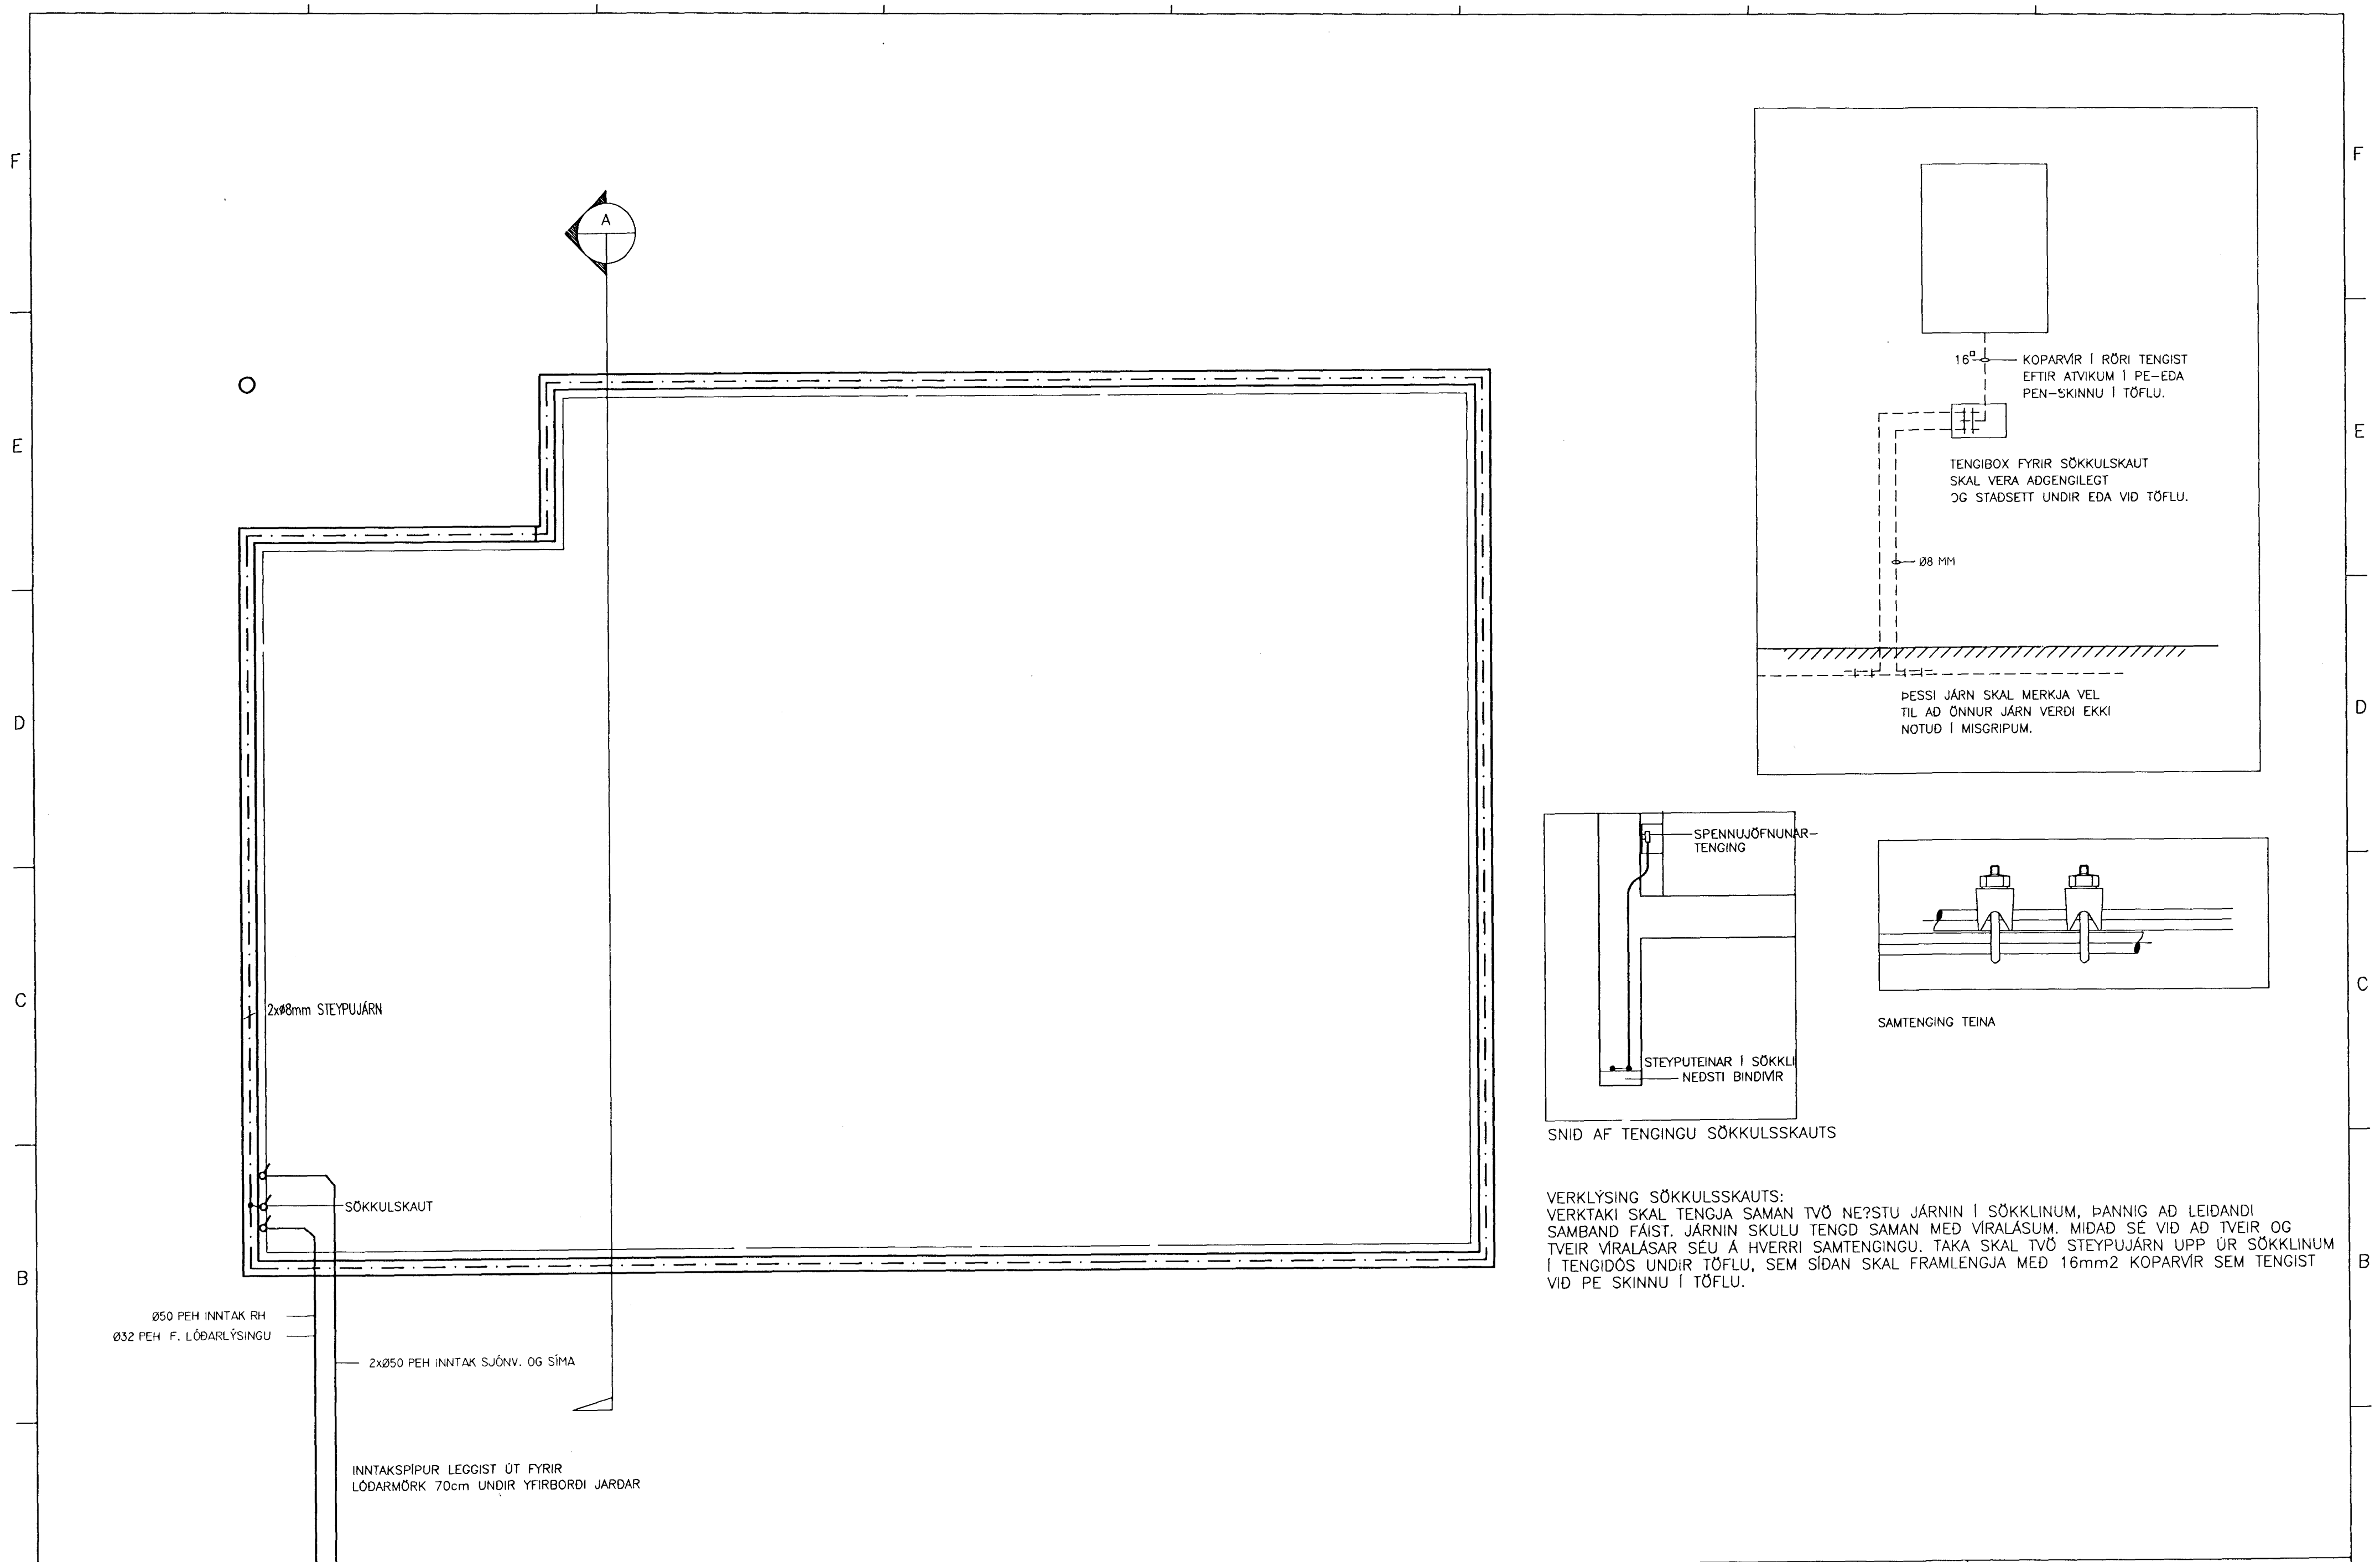 F
F
A
16▫
KOPARVÍR Í RÖRI TENGIST
EFTIR ATVIKUM Í PE-EÐA
PEN-SKINNU Í TÖFLU.
E
E
TENGIBOX FYRIR SÖKKULSKAUT
SKAL VERA AÐGENGILEGT
OG STAÐSETT UNDIR EÐA VIÐ TÖFLU.
Ø8 MM
D
D
ÞESSI JÁRN SKAL MERKJA VEL
TIL AÐ ÖNNUR JÁRN VERÐI EKKI
NOTUÐ Í MISGRIPUM.
SPENNUJÖFNUNAR-
TENGING
C
C
2xø8mm STEYPUJÁRN
SAMTENGING TEINA
STEYPUTEINAR Í SÖKKLI
NEÐSTI BINDIVÍR
SNIÐ AF TENGINGU SÖKKULSSKAUTS
SÖKKULSKAUT
VERKLÝSING SÖKKULSSKAUTS:
VERKTAKI SKAL TENGJA SAMAN TVÖ NE?STU JÁRNIN Í SÖKKLINUM, ÞANNIG AÐ LEIÐANDI
SAMBAND FÁIST. JÁRNIN SKULU TENGD SAMAN MEÐ VÍRALÁSUM. MIÐAÐ SÉ VIÐ AÐ TVEIR OG
TVEIR VÍRALÁSAR SÉU Á HVERRI SAMTENGINGU. TAKA SKAL TVÖ STEYPUJÁRN UPP ÚR SÖKKLINUM
Í TENGIDÓS UNDIR TÖFLU, SEM SÍÐAN SKAL FRAMLENGJA MEÐ 16mm2 KOPARVÍR SEM TENGIST
VIÐ PE SKINNU Í TÖFLU.
B
B
Ø50 PEH INNTAK RH
Ø32 PEH F. LÓÐARLÝSINGU
2xØ50 PEH INNTAK SJÓNV. OG SÍMA
INNTAKSPÍPUR LEGGIST ÚT FYRIR
LÓÐARMÖRK 70cm UNDIR YFIRBORÐI JARÐAR